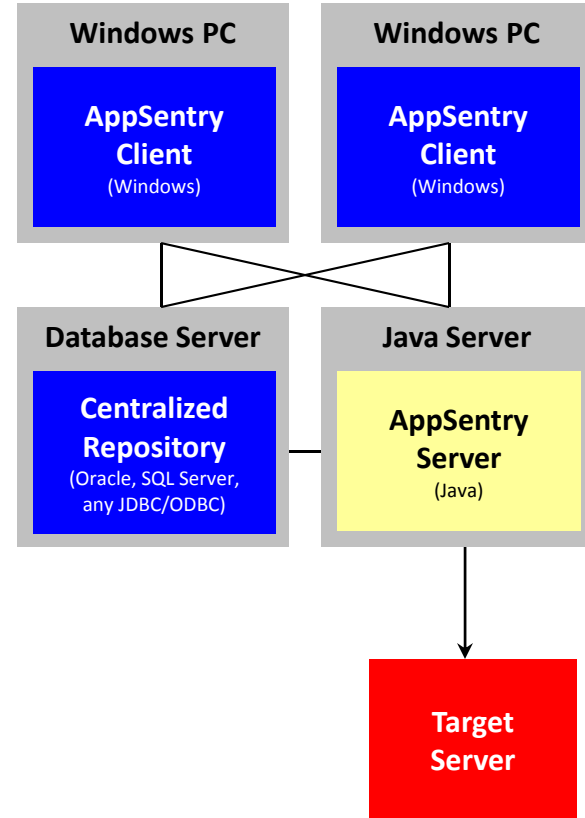 Windows PC
AppSentry
Client
(Windows)
Windows PC
AppSentry
Client
(Windows)
Database Server
Centralized
Repository
(Oracle, SQL Server,
any JDBC/ODBC)
Java Server
AppSentry
Server
(Java)
Target
Server